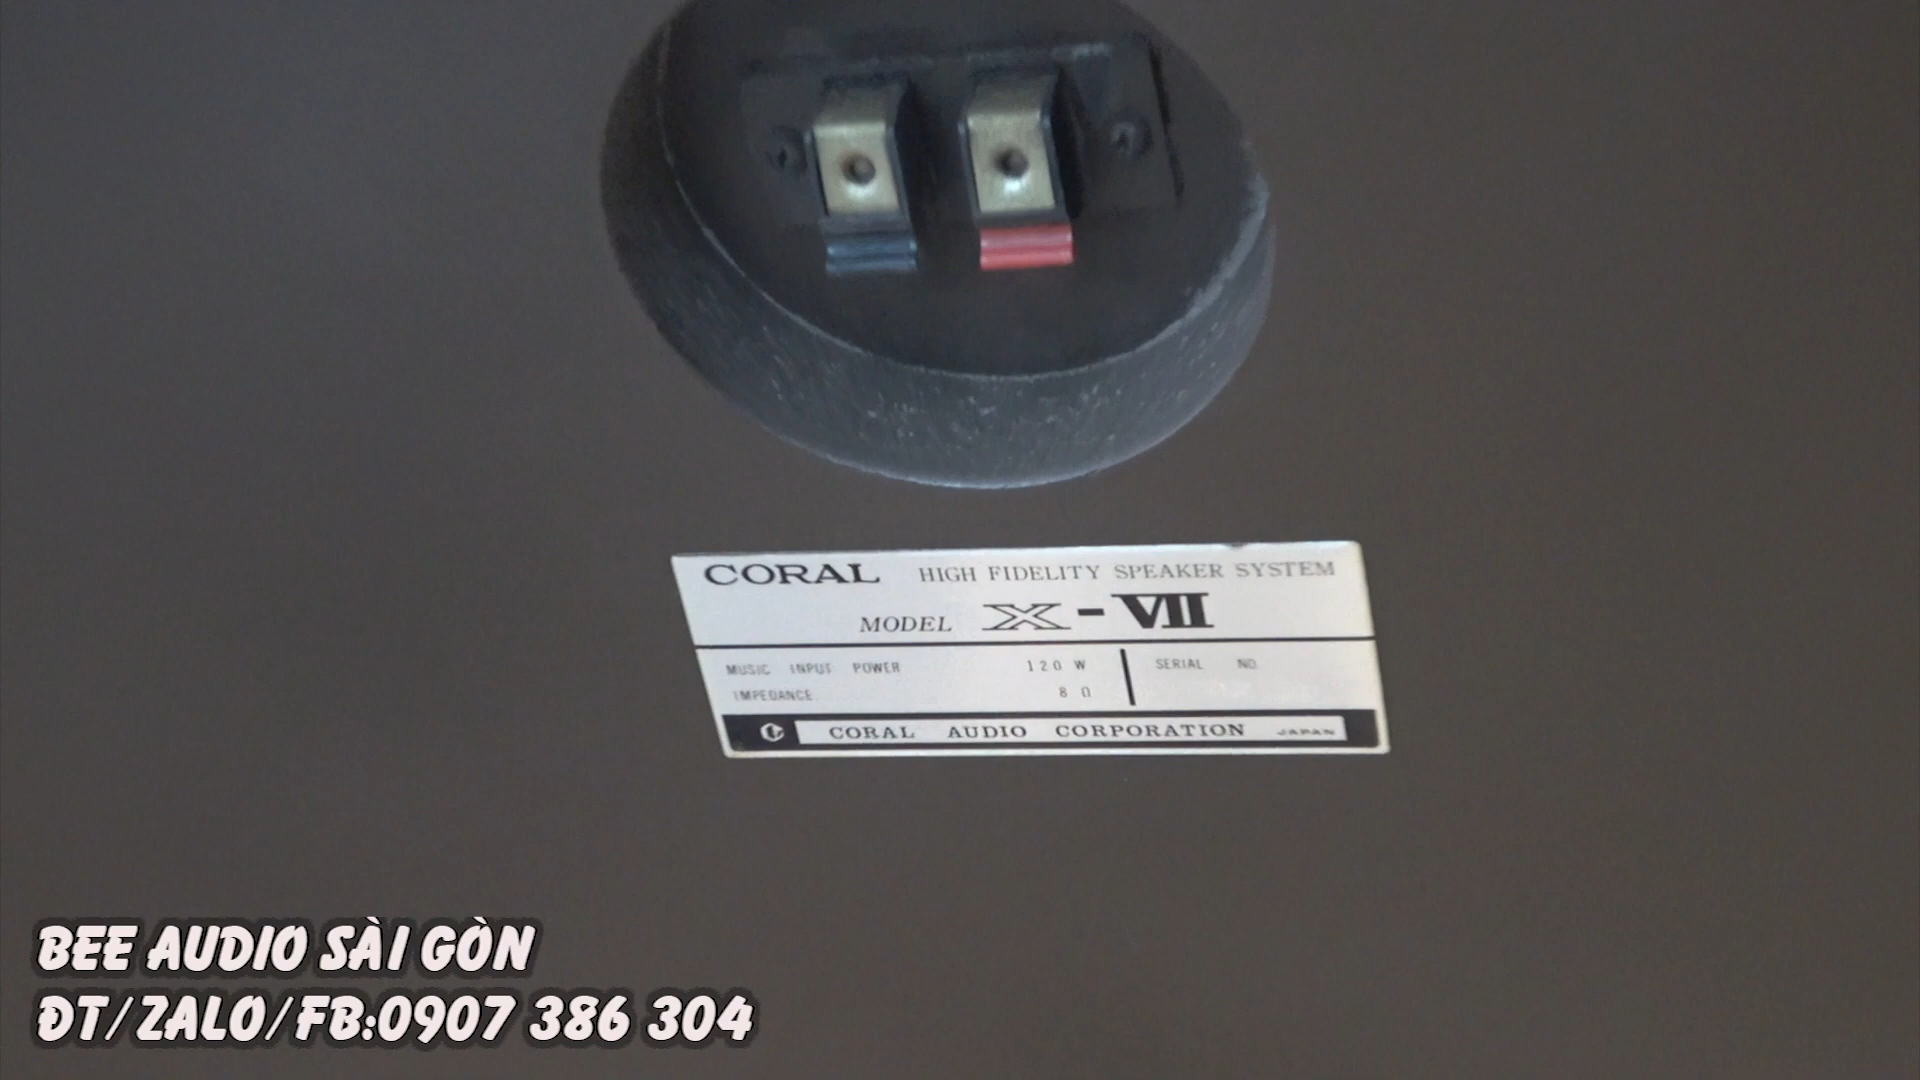 CORAL HIGH FIDELITY SPEAKER SYSTEM
MODEL X-VII
MUSIC INPUT POWER 120 W SERIAL NO.
IMPEDANCE 8 Ω
CORAL AUDIO CORPORATION JAPAN
BEE AUDIO SÀI GÒN
ĐT/ZALO/FB:0907 386 304